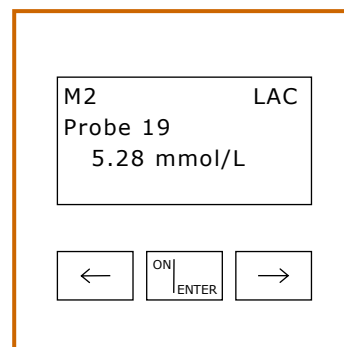 M2 LAC
Probe 19
5.28 mmol/L
ON
ENTER